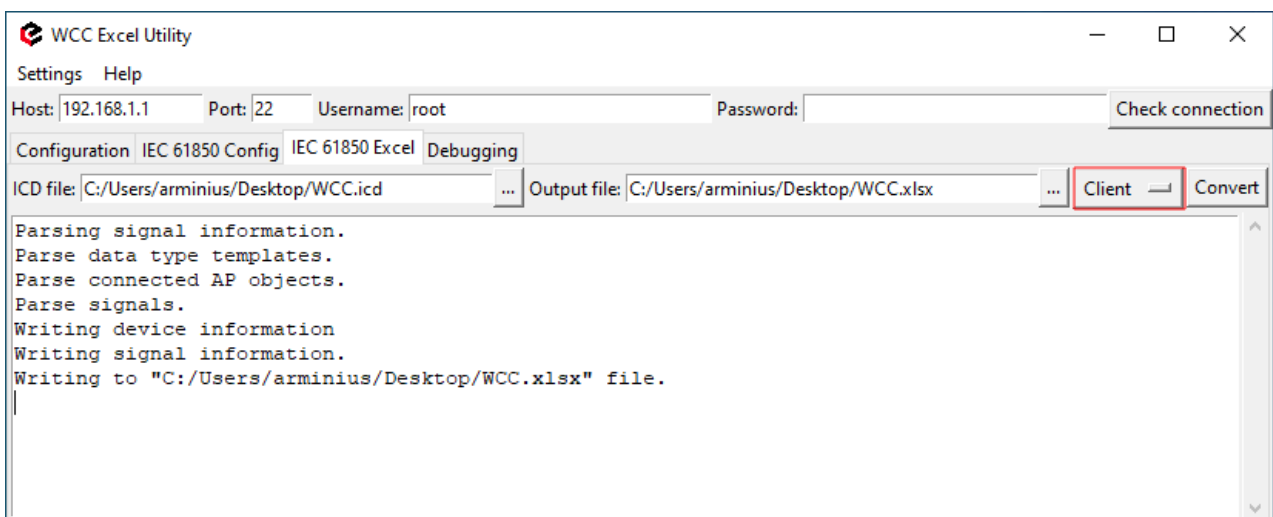 WCC Excel Utility
Settings Help
Host: 192.168.1.1 Port: 22 Username: root Password: Check connection
Configuration IEC 61850 Config IEC 61850 Excel Debugging
ICD file: C:/Users/arminius/Desktop/WCC.icd ... Output file: C:/Users/arminius/Desktop/WCC.xlsx ... Client Convert
Parsing signal information.
Parse data type templates.
Parse connected AP objects.
Parse signals.
Writing device information
Writing signal information.
Writing to "C:/Users/arminius/Desktop/WCC.xlsx" file.